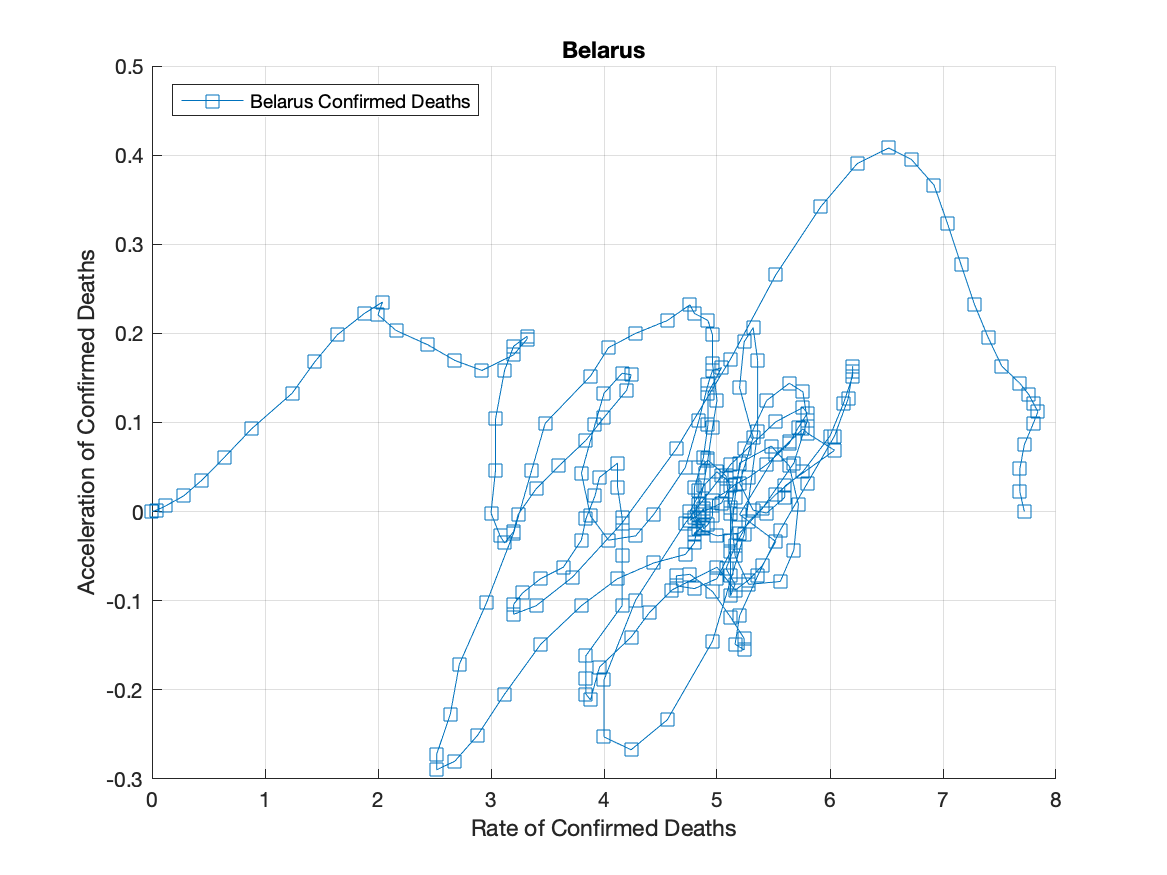 Belarus
0.5
Belarus Confirmed Deaths
0.4
0.3
0.2
0.1
0
-0.1
-0.2
-0.3
Acceleration of Confirmed Deaths
0 1 2 3 4 5 6 7 8
Rate of Confirmed Deaths